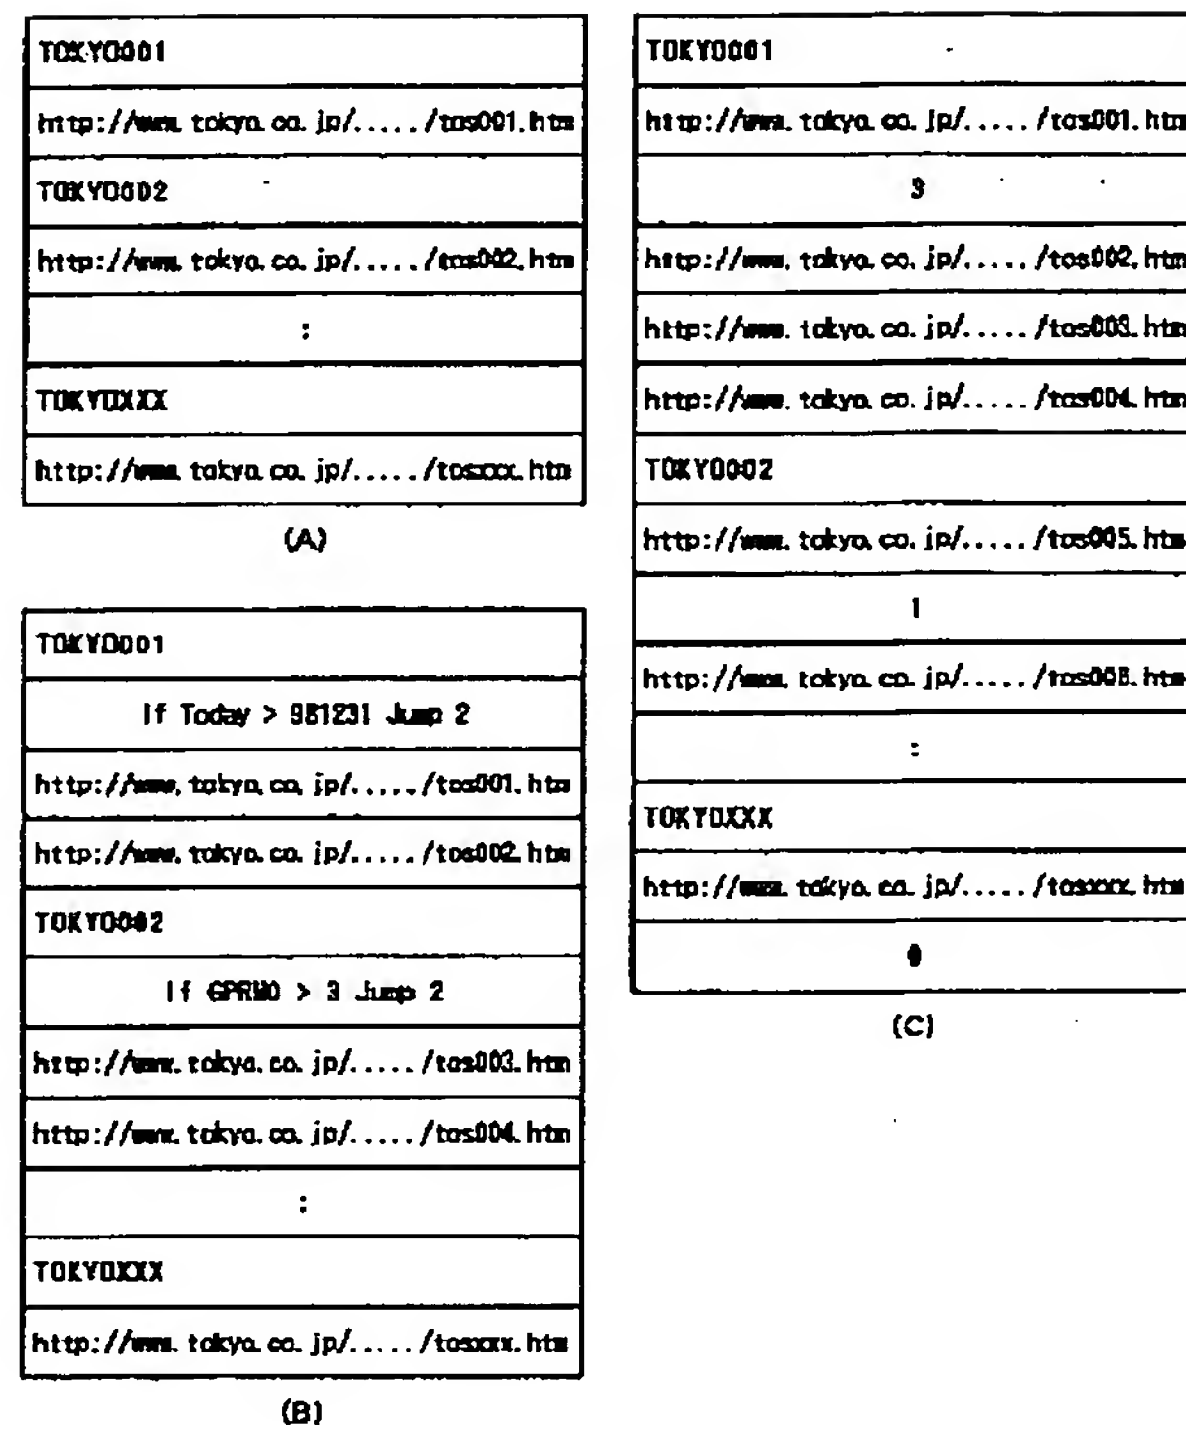 TOKYO001
http://www.tokyo.co.jp/...../tos001.htm
TOKYO002
http://www.tokyo.co.jp/...../tos002.htm
:
TOKYOXXX
http://www.tokyo.co.jp/...../tosxxx.htm
(A)
TOKYO001
If Today > 981231 Jump 2
http://www.tokyo.co.jp/...../tos001.htm
http://www.tokyo.co.jp/...../tos002.htm
TOKYO002
If GPRM0 > 3 Jump 2
http://www.tokyo.co.jp/...../tos003.htm
http://www.tokyo.co.jp/...../tos004.htm
:
TOKYOXXX
http://www.tokyo.co.jp/...../tosxxx.htm
(B)
TOKYO001
http://www.tokyo.co.jp/...../tos001.htm
3
http://www.tokyo.co.jp/...../tos002.htm
http://www.tokyo.co.jp/...../tos003.htm
http://www.tokyo.co.jp/...../tos004.htm
TOKYO002
http://www.tokyo.co.jp/...../tos005.htm
1
http://www.tokyo.co.jp/...../tos006.htm
:
TOKYOXXX
http://www.tokyo.co.jp/...../tosxxx.htm
0
(C)